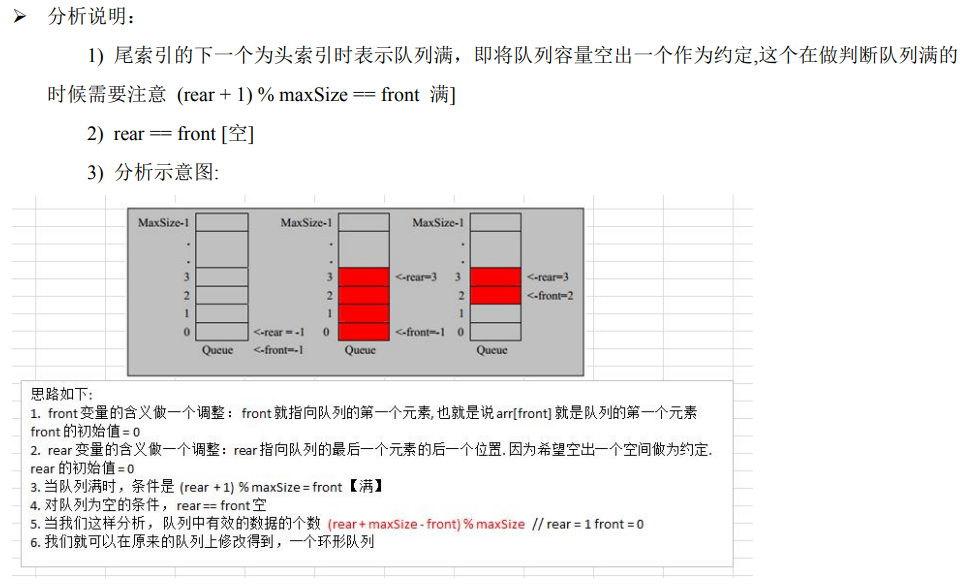 ➢ 分析说明：
1) 尾索引的下一个为头索引时表示队列满，即将队列容量空出一个作为约定,这个在做判断队列满的
时候需要注意 (rear + 1) % maxSize == front 满]
2) rear == front [空]
3) 分析示意图:
MaxSize-1
.
.
3
2
1
0
<-rear = -1
<-front=-1
Queue
MaxSize-1
.
.
3
2
1
0
<-rear=3
<-front=-1
Queue
MaxSize-1
.
.
3
2
1
0
<-rear=3
<-front=2
Queue
思路如下:
1. front 变量的含义做一个调整： front 就指向队列的第一个元素, 也就是说 arr[front] 就是队列的第一个元素
front 的初始值 = 0
2. rear 变量的含义做一个调整：rear 指向队列的最后一个元素的后一个位置. 因为希望空出一个空间做为约定.
rear 的初始值 = 0
3. 当队列满时，条件是 (rear + 1) % maxSize = front 【满】
4. 对队列为空的条件， rear == front 空
5. 当我们这样分析， 队列中有效的数据的个数 (rear + maxSize - front) % maxSize // rear = 1 front = 0
6. 我们就可以在原来的队列上修改得到，一个环形队列